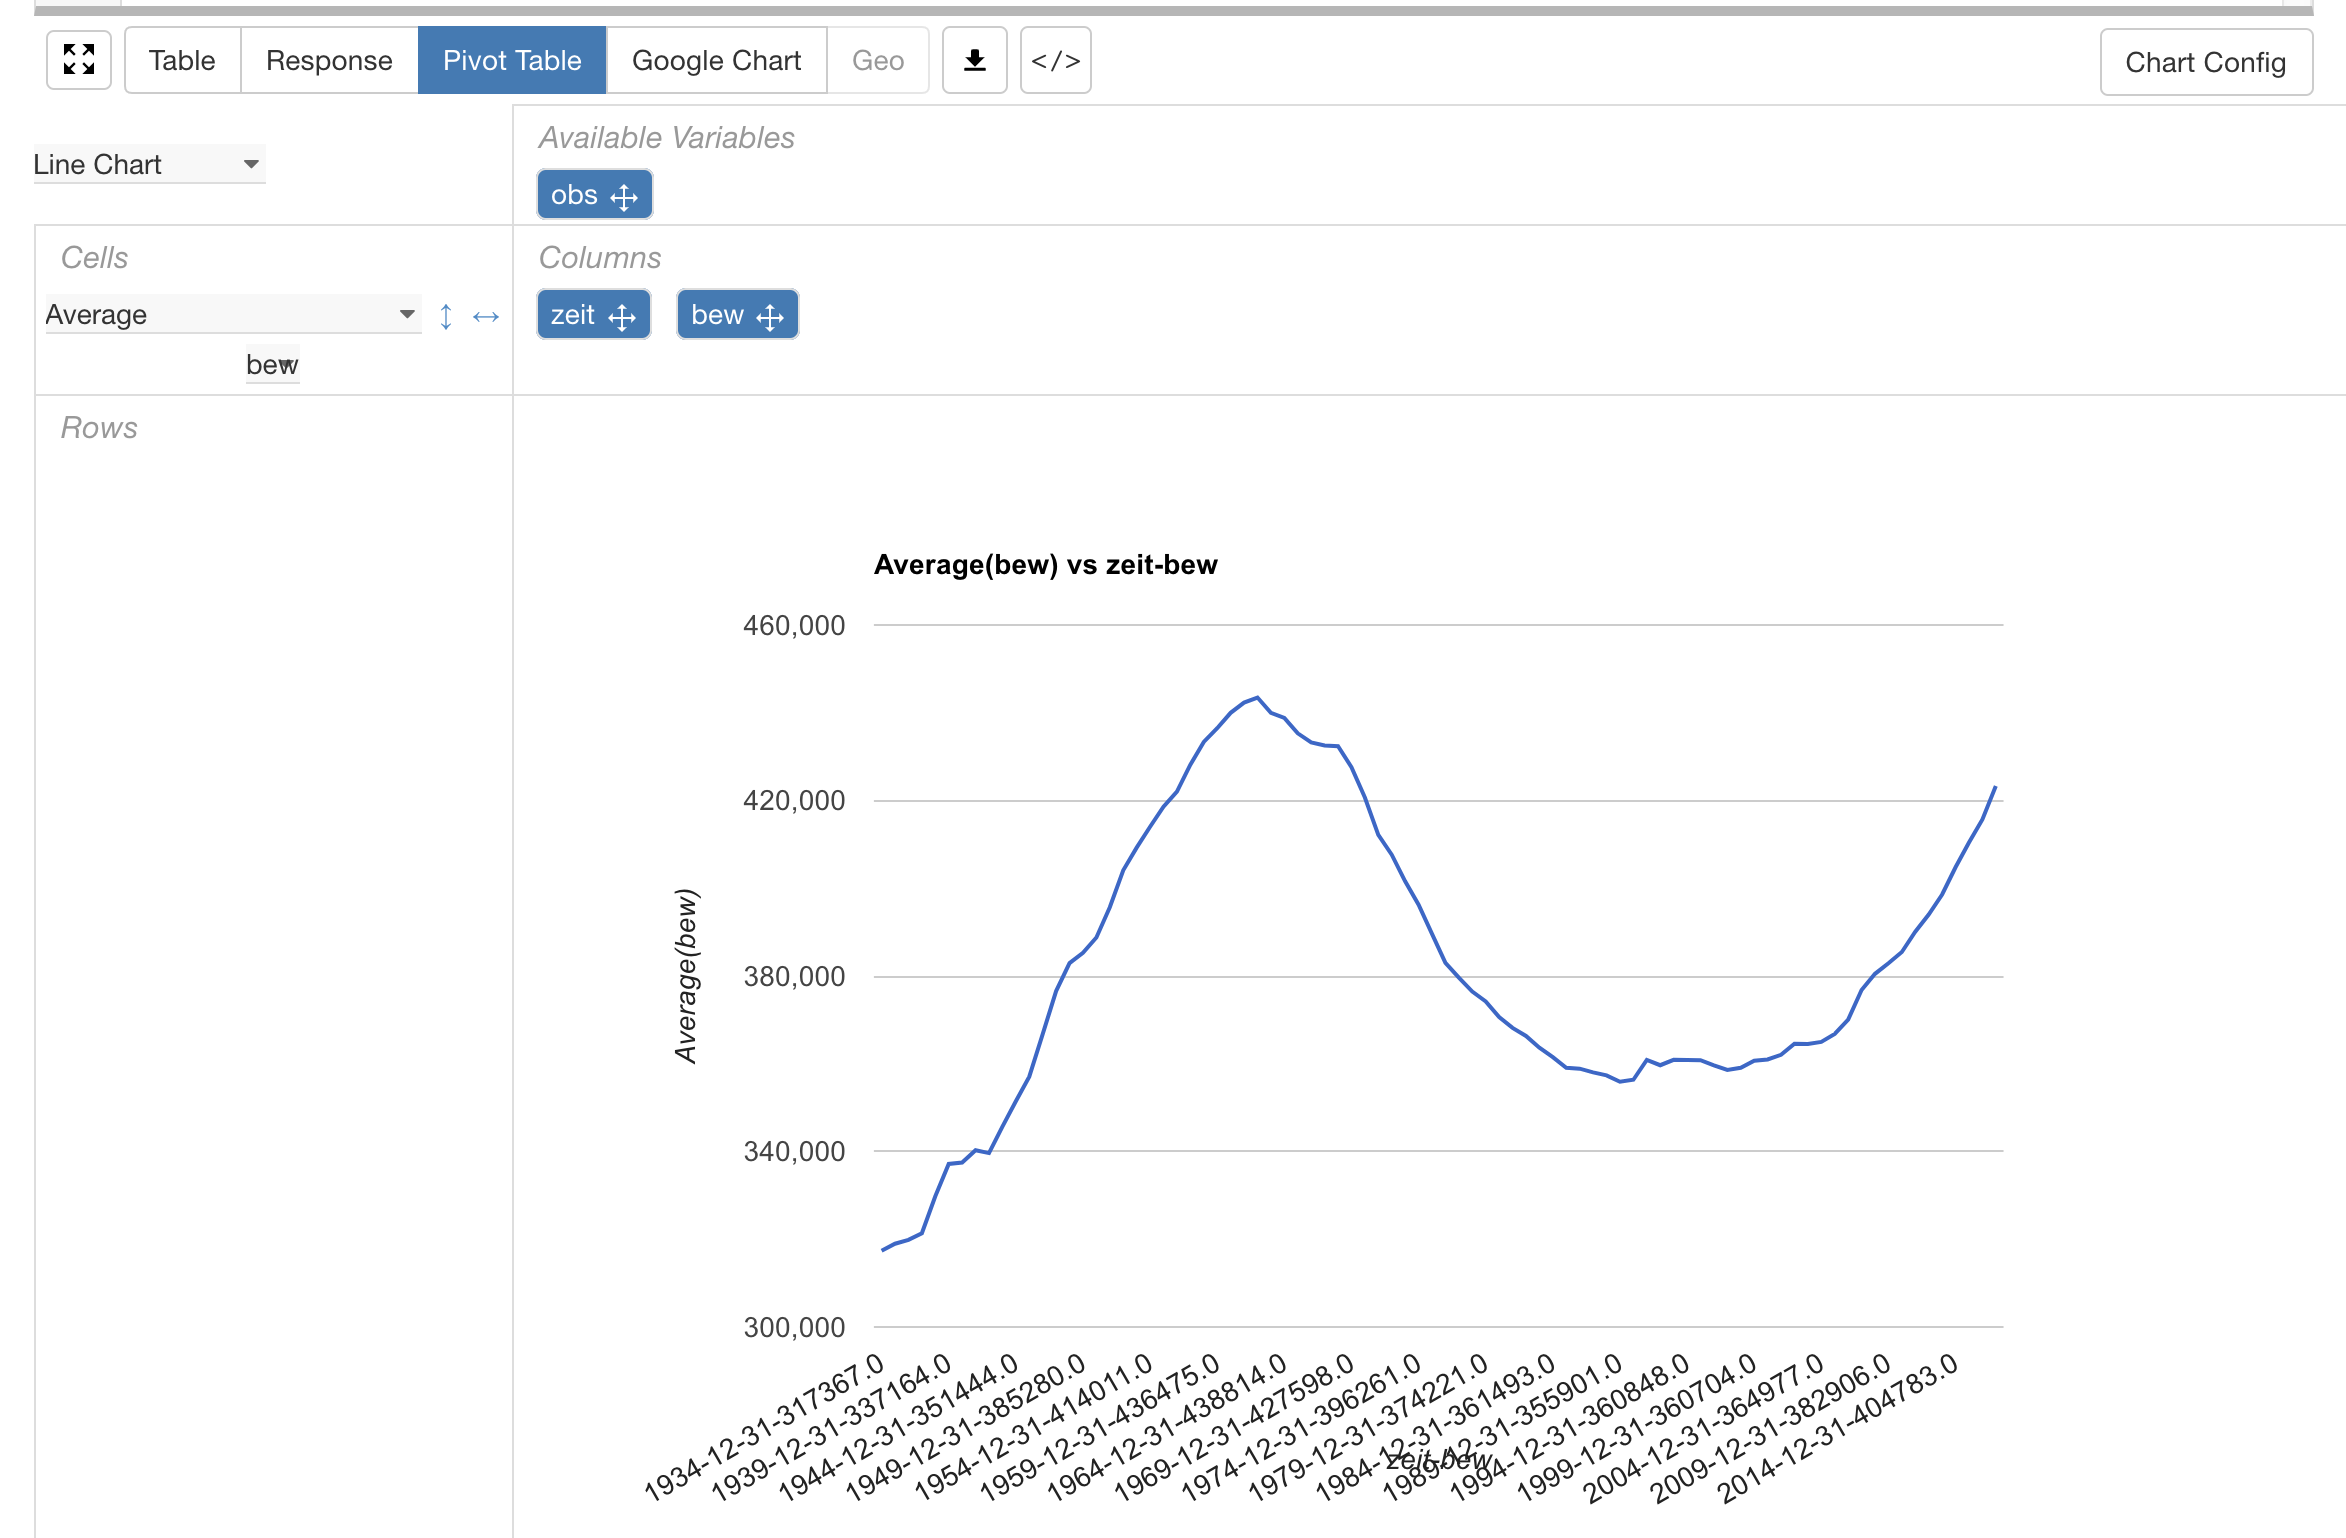 Table Response Pivot Table Google Chart Geo </> Chart Config
Available Variables
Line Chart
obs
Cells
Columns
Average
zeit bew
bew
Rows
Average(bew) vs zeit-bew
460,000
420,000
380,000
340,000
300,000
Average(bew)
1934-12-31-317367.0
1939-12-31-337164.0
1944-12-31-351444.0
1949-12-31-385280.0
1954-12-31-414011.0
1959-12-31-436475.0
1964-12-31-438814.0
1969-12-31-427598.0
1974-12-31-396261.0
1979-12-31-374221.0
1984-12-31-361493.0
1989-12-31-355901.0
1994-12-31-360848.0
1999-12-31-360704.0
2004-12-31-364977.0
2009-12-31-382906.0
2014-12-31-404783.0
zeit-bew